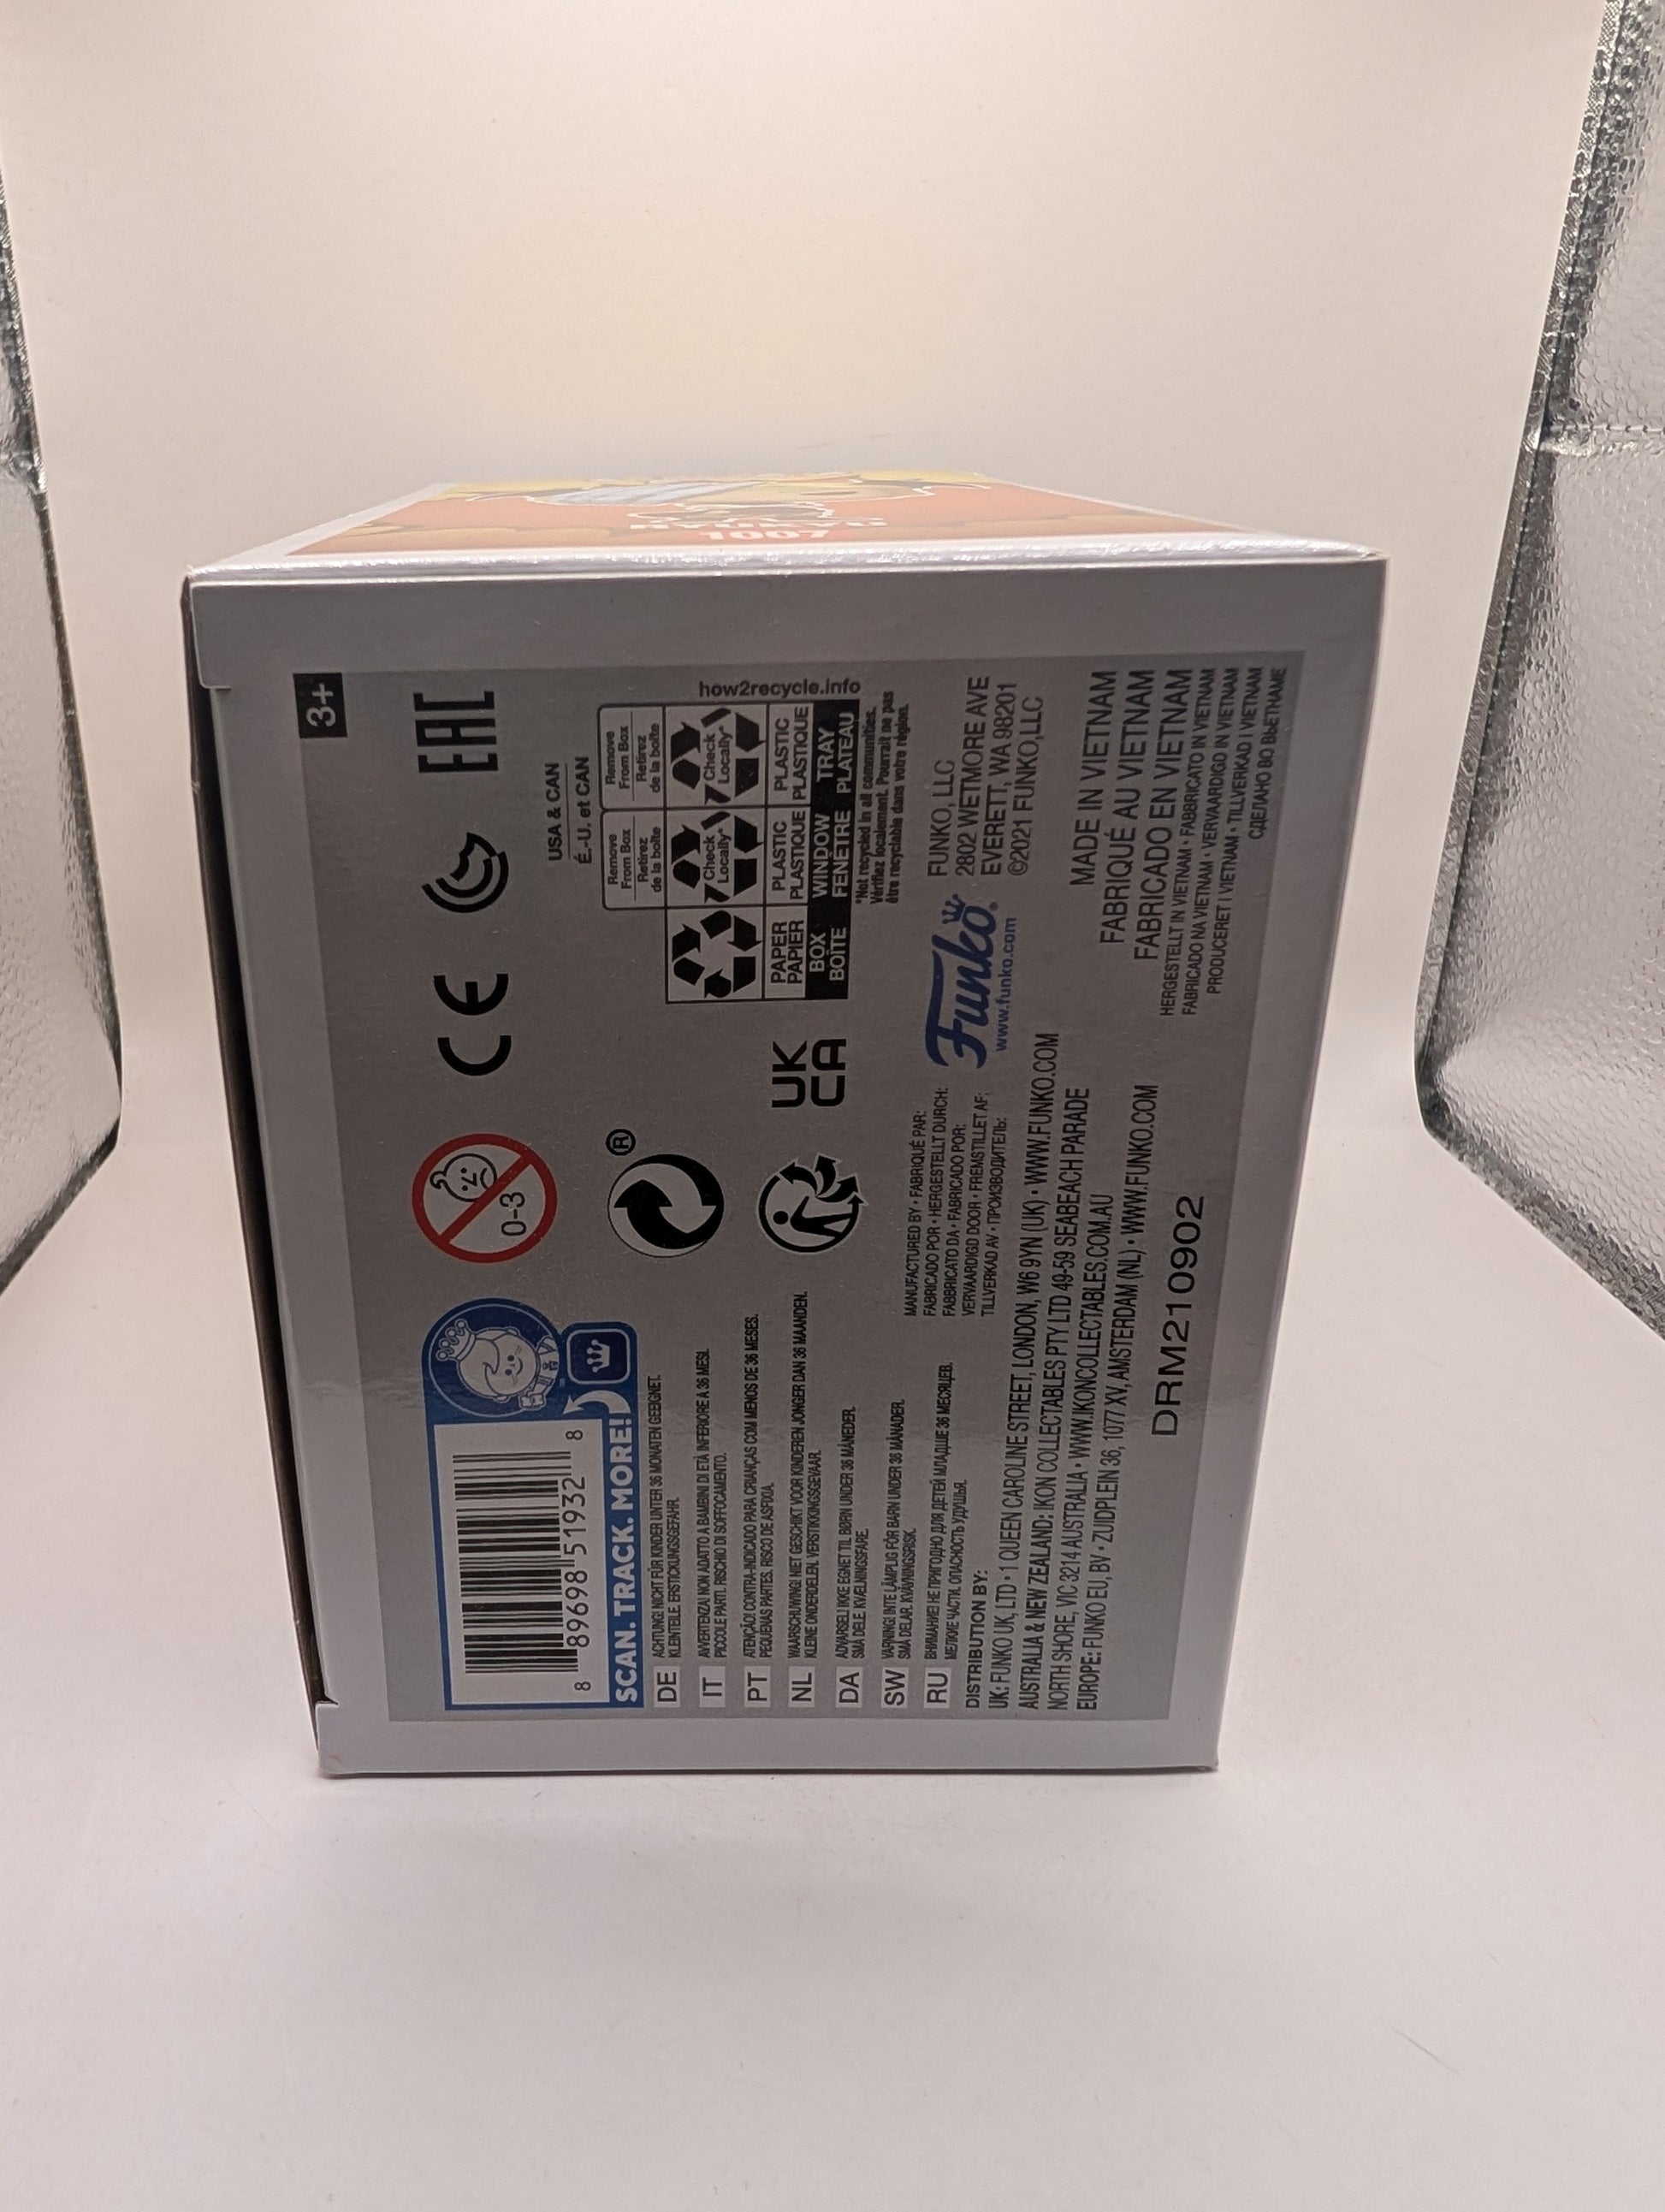 3+
8 89698 51932 8
SCAN. TRACK. MORE!
0-3
CE
EAC
USA & CAN
É.-U. et CAN
Remove
From Box
Retirez
de la boîte
Remove
From Box
Retirez
de la boîte
Check
Locally*
Check
Locally*
PAPER
PAPIER
PLASTIC
PLASTIQUE
PLASTIC
PLASTIQUE
BOX
BOÎTE
WINDOW
FENÊTRE
TRAY
PLATEAU
how2recycle.info
*Not recycled in all communities.
Vérifiez localement. Pourrait ne pas
être recyclable dans votre région.
®
UK
CA
DE ACHTUNG! NICHT FÜR KINDER UNTER 36 MONATEN GEEIGNET.
KLEINTEILE. ERSTICKUNGSGEFAHR.
IT AVVERTENZA! NON ADATTO A BAMBINI DI ETÀ INFERIORE A 36 MESI.
PICCOLE PARTI. RISCHIO DI SOFFOCAMENTO.
PT ATENÇÃO! CONTRA-INDICADO PARA CRIANÇAS COM MENOS DE 36 MESES.
PEQUENAS PARTES. RISCO DE ASFIXIA.
NL WAARSCHUWING! NIET GESCHIKT VOOR KINDEREN JONGER DAN 36 MAANDEN.
KLEINE ONDERDELEN. VERSTIKKINGSGEVAAR.
DA ADVARSEL! IKKE EGNET TIL BØRN UNDER 36 MÅNEDER.
SMÅ DELE. KVÆLNINGSFARE.
SW VARNING! INTE LÄMPLIG FÖR BARN UNDER 36 MÅNADER.
SMÅ DELAR. KVÄVNINGSRISK.
RU ВНИМАНИЕ! НЕ ПРИГОДНО ДЛЯ ДЕТЕЙ МЛАДШЕ 36 МЕСЯЦЕВ.
МЕЛКИЕ ЧАСТИ. ОПАСНОСТЬ УДУШЬЯ.
MANUFACTURED BY • FABRIQUÉ PAR:
FABRICADO POR • HERGESTELLT DURCH:
FABBRICATO DA • FABRICADO POR:
VERVAARDIGD DOOR • FREMSTILLET AF:
TILLVERKAD AV • ПРОИЗВОДИТЕЛЬ:
Funko®
www.funko.com
FUNKO, LLC
2802 WETMORE AVE
EVERETT, WA 98201
©2021 FUNKO,LLC
DISTRIBUTION BY:
UK: FUNKO UK, LTD • 1 QUEEN CAROLINE STREET, LONDON, W6 9YN (UK) • WWW.FUNKO.COM
AUSTRALIA & NEW ZEALAND: IKON COLLECTABLES PTY LTD 49-59 SEABEACH PARADE
NORTH SHORE, VIC 3214 AUSTRALIA • WWW.IKONCOLLECTABLES.COM.AU
EUROPE: FUNKO EU, BV • ZUIDPLEIN 36, 1077 XV, AMSTERDAM (NL) • WWW.FUNKO.COM
MADE IN VIETNAM
FABRIQUÉ AU VIETNAM
FABRICADO EN VIETNAM
HERGESTELLT IN VIETNAM • FABBRICATO IN VIETNAM
FABRICADO NA VIETNAM • VERVAARDIGD IN VIETNAM
PRODUCERET I VIETNAM • TILLVERKAD I VIETNAM
СДЕЛАНО ВО ВЬЕТНАМЕ
DRM210902
1007